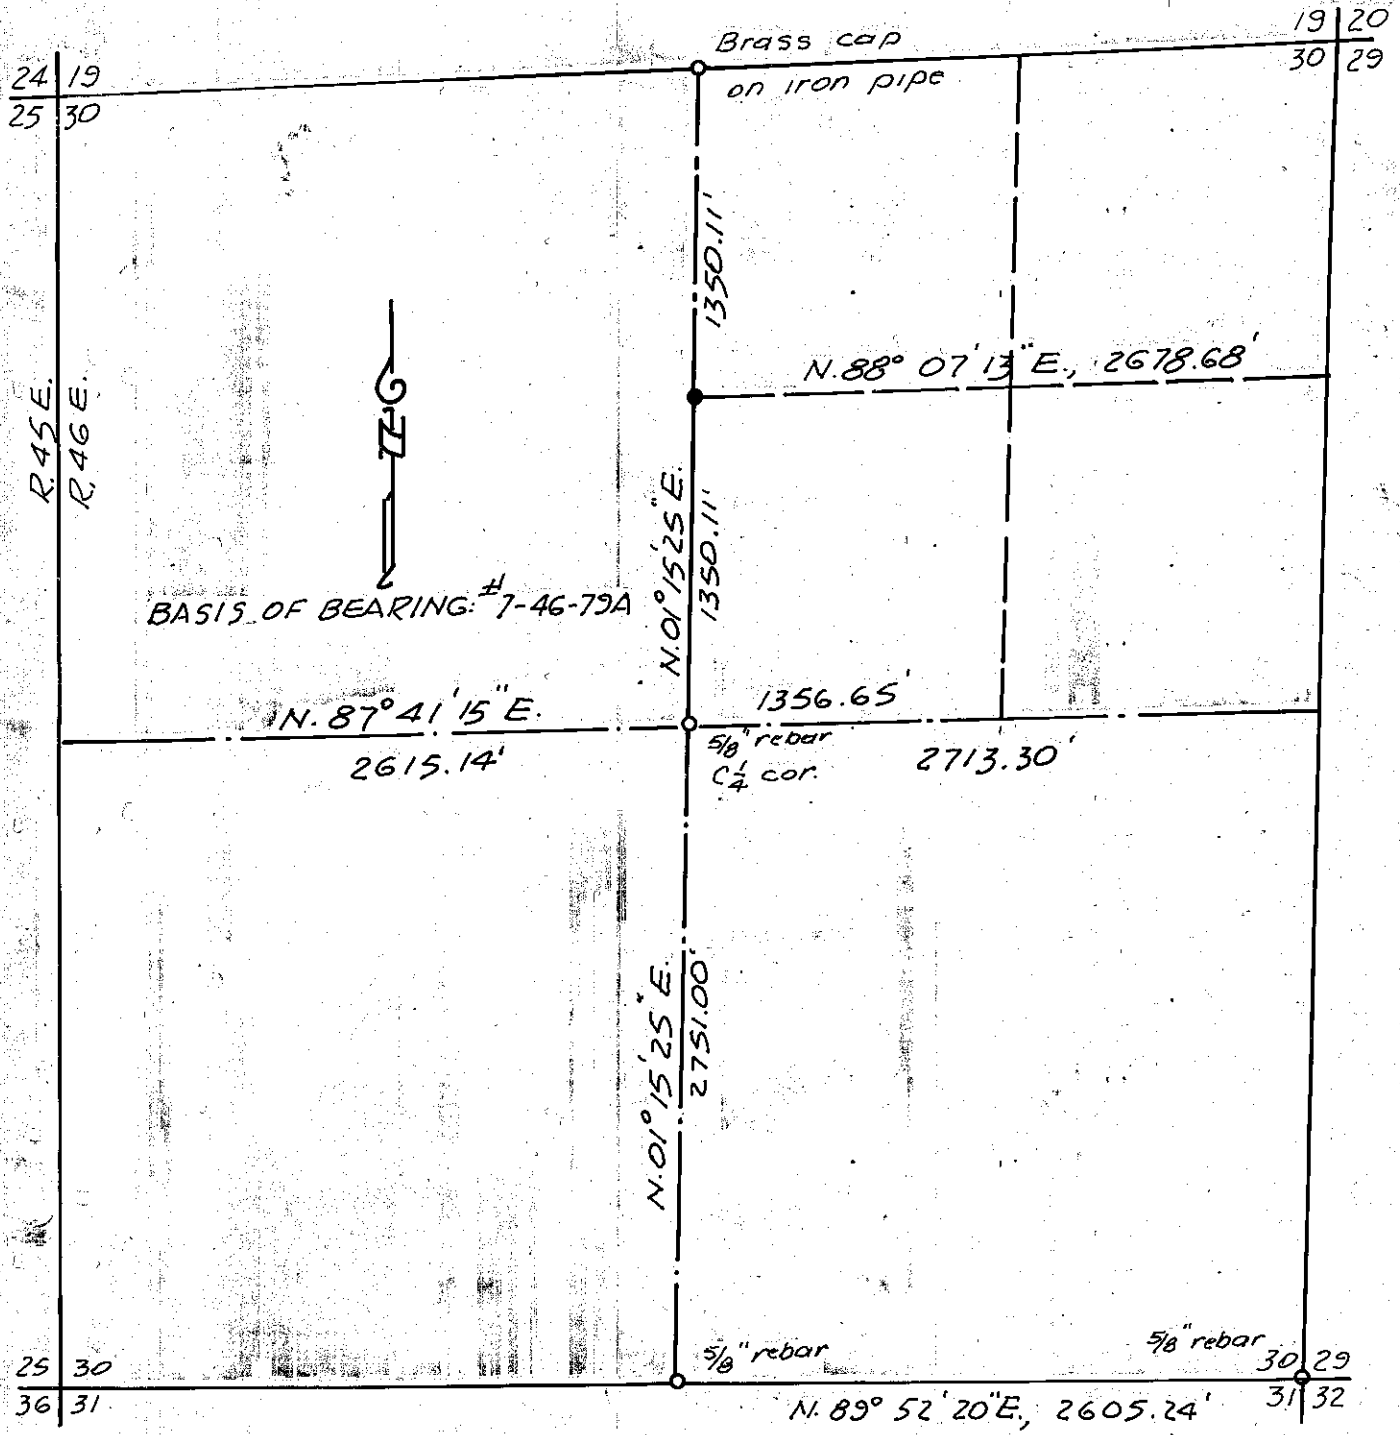 19 20
30 29
Brass cap
on iron pipe
24 19
25 30
1350.11'
N. 88° 07' 13" E., 2678.68'
R. 45 E.
R. 46 E.
N. 01° 15' 25" E.
1350.11'
BASIS OF BEARING: #7-46-79A
N. 87° 41' 15" E.
2615.14'
1356.65'
5/8" rebar
C 1/4 cor.
2713.30'
N. 01° 15' 25" E.
2751.00'
5/8" rebar
5/8" rebar
25 30
36 31
30 29
31 32
N. 89° 52' 20" E., 2605.24'